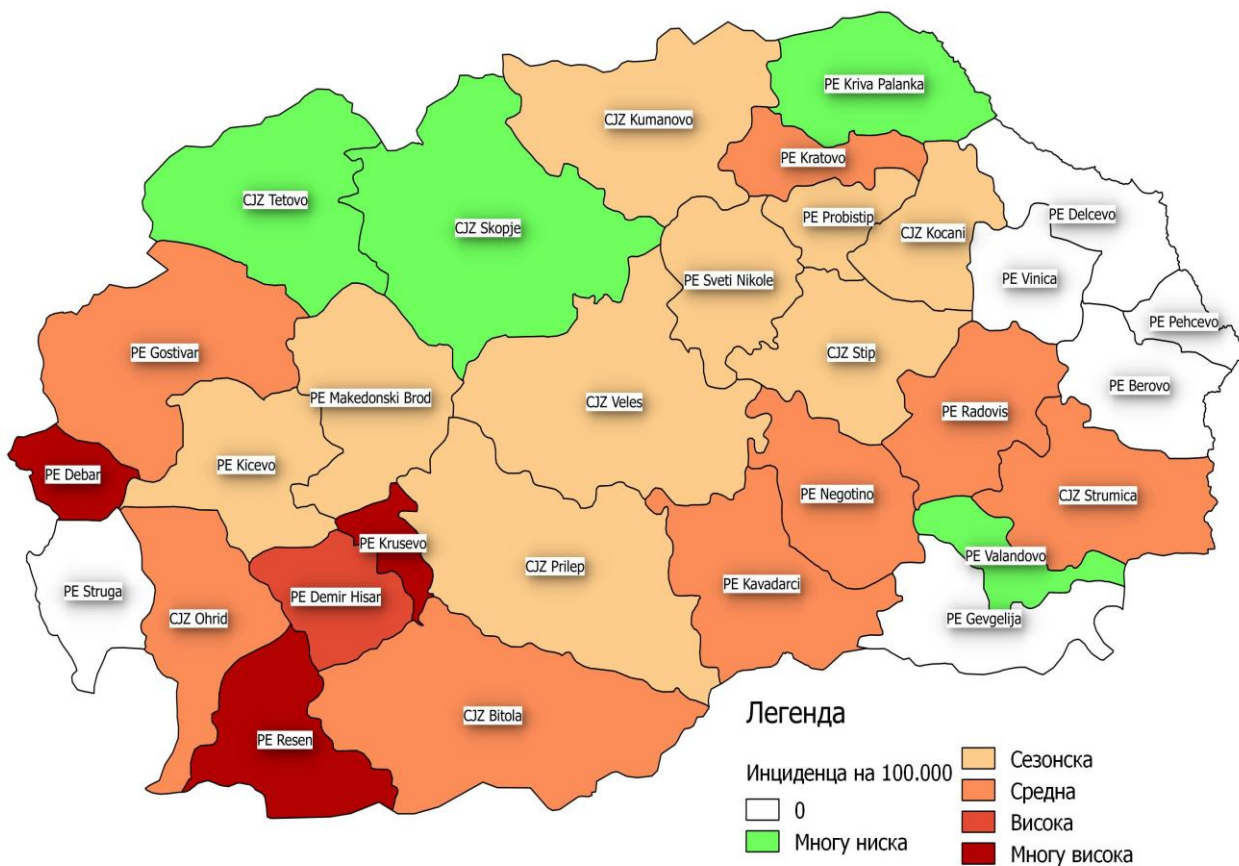 PE Kriva Palanka
CJZ Kumanovo
PE Kratovo
CJZ Tetovo
CJZ Skopje
PE Probistip
PE Delcevo
CJZ Kocani
PE Sveti Nikole
PE Vinica
PE Pehcevo
PE Gostivar
CJZ Stip
PE Berovo
PE Makedonski Brod
CJZ Veles
PE Radovis
PE Kicevo
PE Debar
PE Negotino
CJZ Strumica
PE Krusevo
PE Valandovo
CJZ Prilep
PE Kavadarci
PE Struga
PE Demir Hisar
CJZ Ohrid
PE Gevgelija
CJZ Bitola
PE Resen
Легенда
Инциденца на 100.000
0
Многу ниска
Сезонска
Средна
Висока
Многу висока